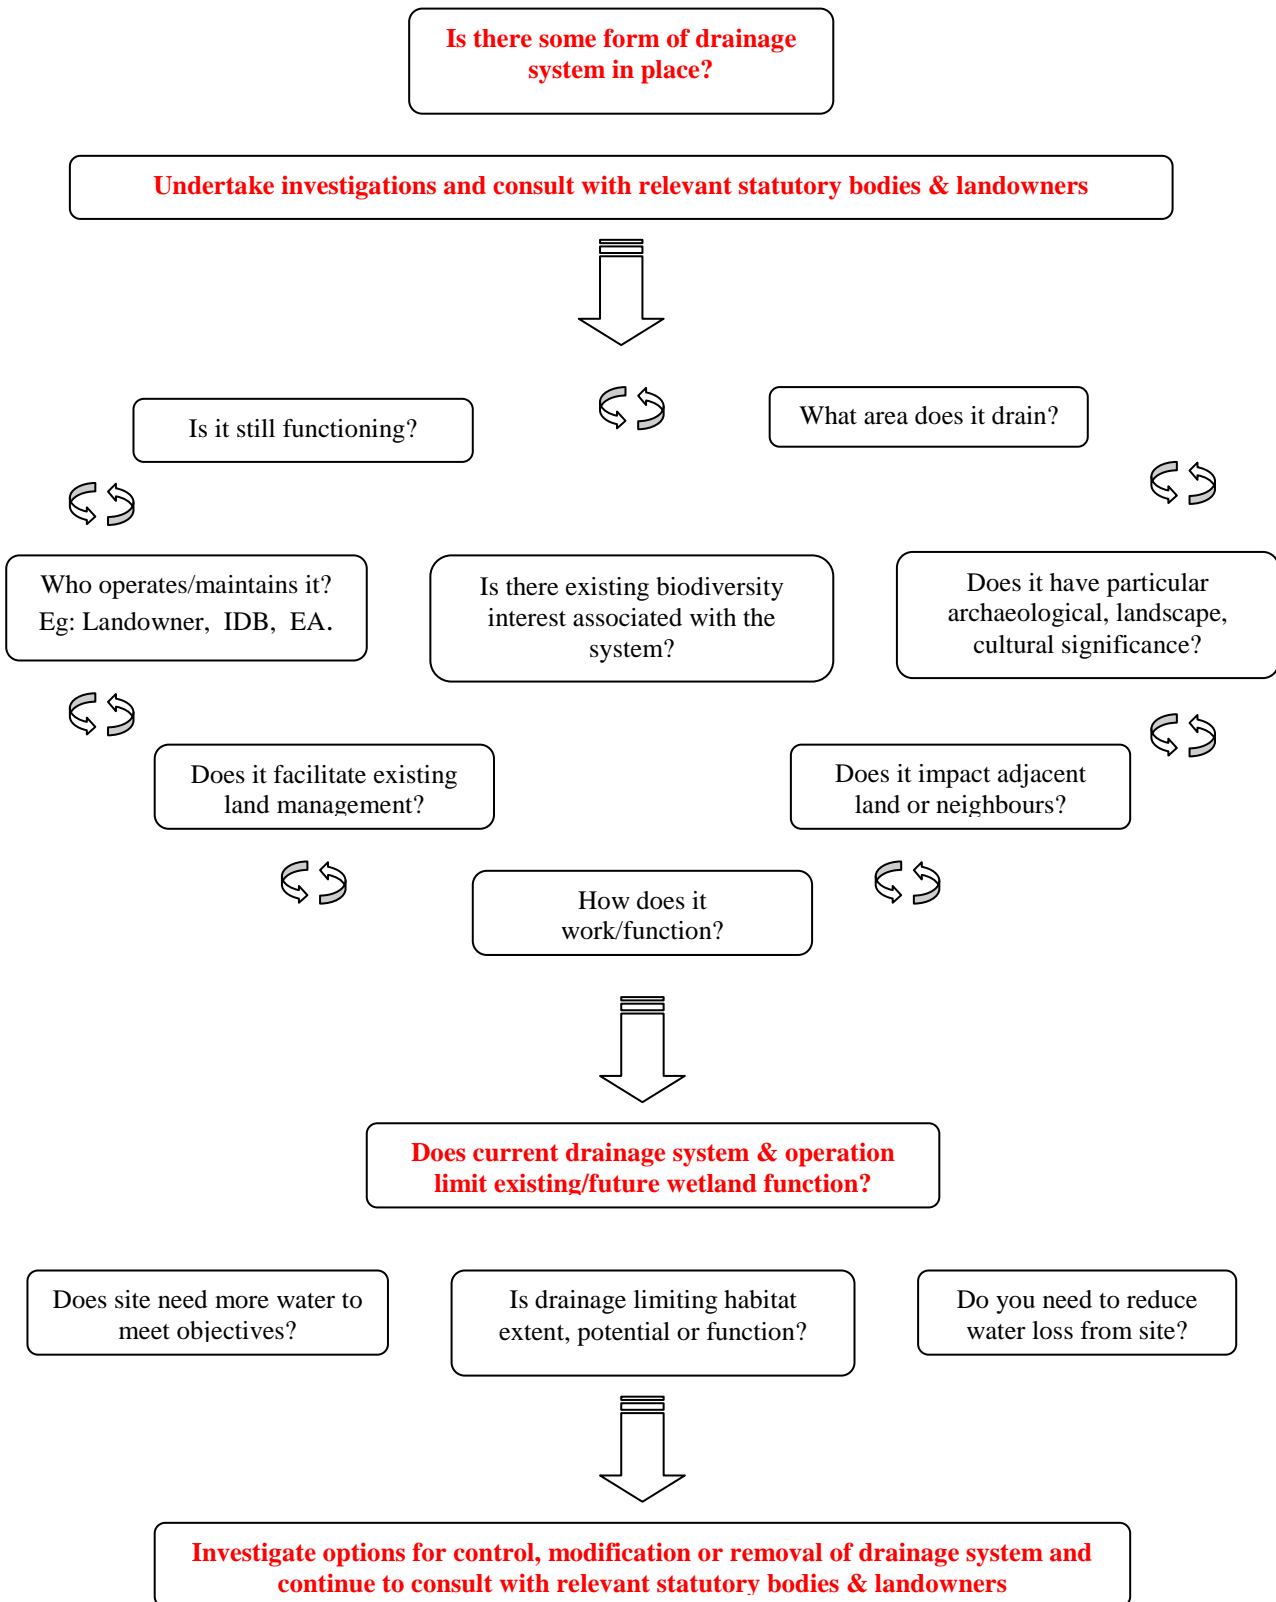 Is there some form of drainage
system in place?
Undertake investigations and consult with relevant statutory bodies & landowners
Is it still functioning?
What area does it drain?
Who operates/maintains it?
Eg: Landowner, IDB, EA.
Is there existing biodiversity
interest associated with the
system?
Does it have particular
archaeological, landscape,
cultural significance?
Does it facilitate existing
land management?
Does it impact adjacent
land or neighbours?
How does it
work/function?
Does current drainage system & operation
limit existing/future wetland function?
Does site need more water to
meet objectives?
Is drainage limiting habitat
extent, potential or function?
Do you need to reduce
water loss from site?
Investigate options for control, modification or removal of drainage system and
continue to consult with relevant statutory bodies & landowners